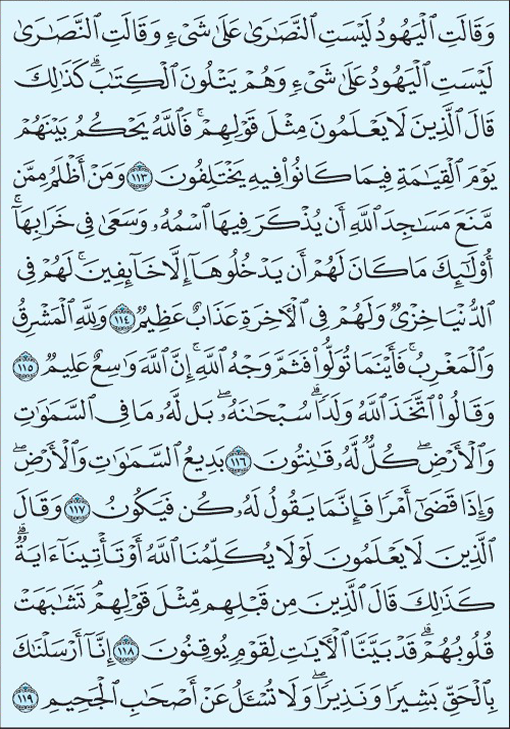 وَقَالَتِ ٱلْيَهُودُ لَيْسَتِ ٱلنَّصَٰرَىٰ عَلَىٰ شَىْءٍ وَقَالَتِ ٱلنَّصَٰرَىٰ
لَيْسَتِ ٱلْيَهُودُ عَلَىٰ شَىْءٍ وَهُمْ يَتْلُونَ ٱلْكِتَٰبَ ۗ كَذَٰلِكَ
قَالَ ٱلَّذِينَ لَا يَعْلَمُونَ مِثْلَ قَوْلِهِمْ ۚ فَٱللَّهُ يَحْكُمُ بَيْنَهُمْ
يَوْمَ ٱلْقِيَٰمَةِ فِيمَا كَانُوا۟ فِيهِ يَخْتَلِفُونَ ١١٣ وَمَنْ أَظْلَمُ مِمَّن
مَّنَعَ مَسَٰجِدَ ٱللَّهِ أَن يُذْكَرَ فِيهَا ٱسْمُهُۥ وَسَعَىٰ فِى خَرَابِهَآ ۚ
أُو۟لَٰٓئِكَ مَا كَانَ لَهُمْ أَن يَدْخُلُوهَآ إِلَّا خَآئِفِينَ ۚ لَهُمْ فِى
ٱلدُّنْيَا خِزْىٌ وَلَهُمْ فِى ٱلْءَاخِرَةِ عَذَابٌ عَظِيمٌ ١١٤ وَلِلَّهِ ٱلْمَشْرِقُ
وَٱلْمَغْرِبُ ۚ فَأَيْنَمَا تُوَلُّوا۟ فَثَمَّ وَجْهُ ٱللَّهِ ۚ إِنَّ ٱللَّهَ وَٰسِعٌ عَلِيمٌ ١١٥
وَقَالُوا۟ ٱتَّخَذَ ٱللَّهُ وَلَدًا ۗ سُبْحَٰنَهُۥ ۖ بَل لَّهُۥ مَا فِى ٱلسَّمَٰوَٰتِ
وَٱلْأَرْضِ ۖ كُلٌّ لَّهُۥ قَٰنِتُونَ ١١٦ بَدِيعُ ٱلسَّمَٰوَٰتِ وَٱلْأَرْضِ ۖ
وَإِذَا قَضَىٰٓ أَمْرًا فَإِنَّمَا يَقُولُ لَهُۥ كُن فَيَكُونُ ١١٧ وَقَالَ
ٱلَّذِينَ لَا يَعْلَمُونَ لَوْلَا يُكَلِّمُنَا ٱللَّهُ أَوْ تَأْتِينَآ ءَايَةٌ ۗ
كَذَٰلِكَ قَالَ ٱلَّذِينَ مِن قَبْلِهِم مِّثْلَ قَوْلِهِمْ ۘ تَشَٰبَهَتْ
قُلُوبُهُمْ ۗ قَدْ بَيَّنَّا ٱلْءَايَٰتِ لِقَوْمٍ يُوقِنُونَ ١١٨ إِنَّآ أَرْسَلْنَٰكَ
بِٱلْحَقِّ بَشِيرًا وَنَذِيرًا ۖ وَلَا تُسْـَٔلُ عَنْ أَصْحَٰبِ ٱلْجَحِيمِ ١١٩